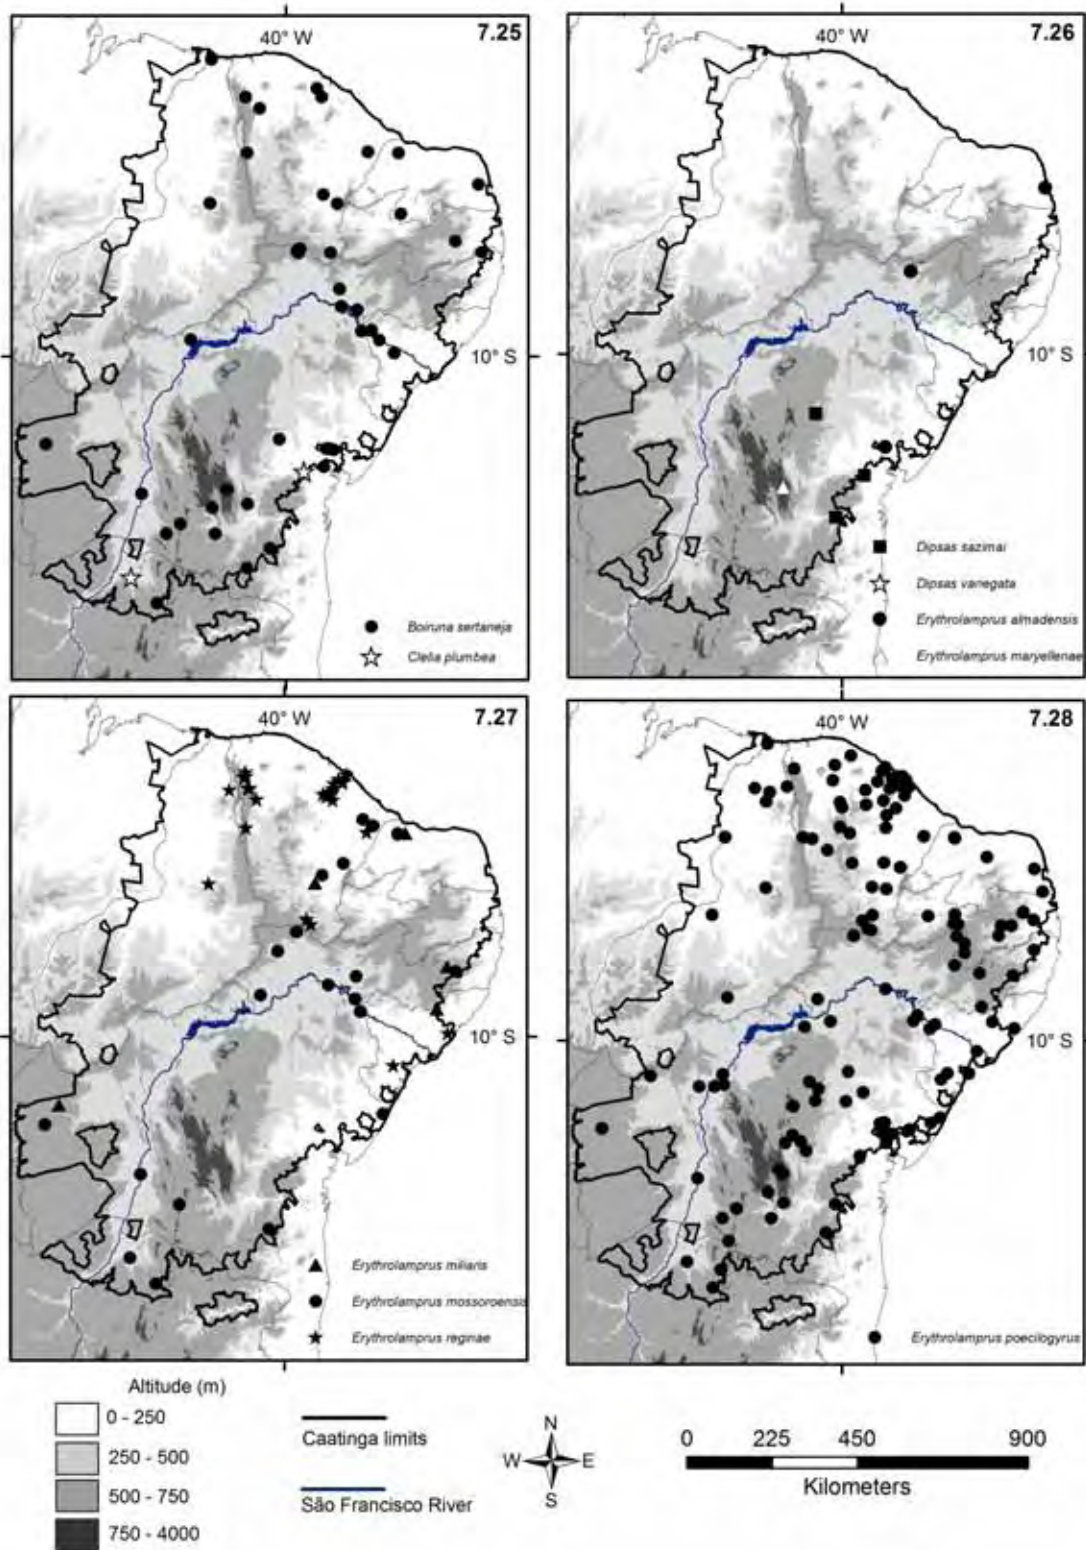 40° W
7.25
10° S
Boiruna sertaneja
Clelia plumbea
40° W
7.26
10° S
Dipsas sazimai
Dipsas variegata
Erythrolamprus almadensis
Erythrolamprus maryellenae
40° W
7.27
10° S
Erythrolamprus miliaris
Erythrolamprus mossoroensis
Erythrolamprus reginae
40° W
7.28
10° S
Erythrolamprus poecilogyrus
Altitude (m)
0 - 250
250 - 500
500 - 750
750 - 4000
Caatinga limits
São Francisco River
N
W E
S
0 225 450 900
Kilometers